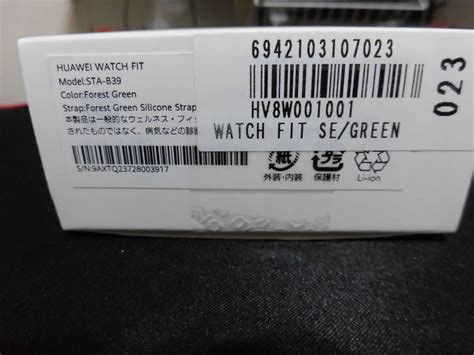 HUAWEI WATCH FIT
Model:STA-B39
Color:Forest Green
Strap:Forest Green Silicone Strap
本製品は一般的なウェルネス・フィッ
されたものではなく、病気などの診断
S/N:9AXTQ23728003917
6942103107023
HV8W001001
WATCH FIT SE/GREEN
023
紙
外装・内装
プラ
保護材
Li-ion